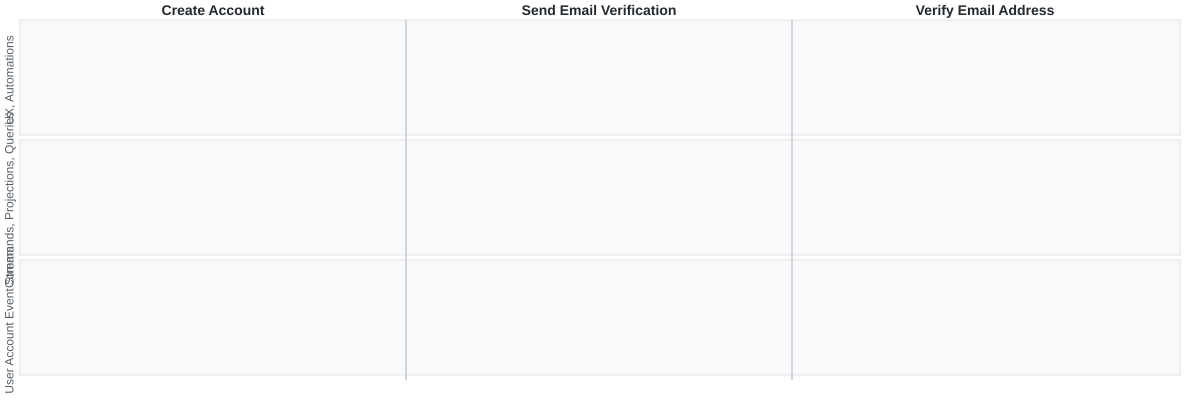 Create Account
Send Email Verification
Verify Email Address
UX, Automations
Commands, Projections, Queries
User Account Event Stream